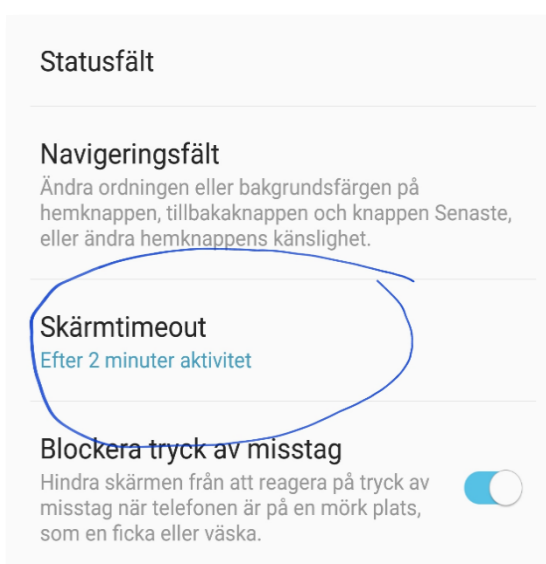 Statusfält
Navigeringsfält
Ändra ordningen eller bakgrundsfärgen på
hemknappen, tillbakaknappen och knappen Senaste,
eller ändra hemknappens känslighet.
Skärmtimeout
Efter 2 minuter aktivitet
Blockera tryck av misstag
Hindra skärmen från att reagera på tryck av
misstag när telefonen är på en mörk plats,
som en ficka eller väska.